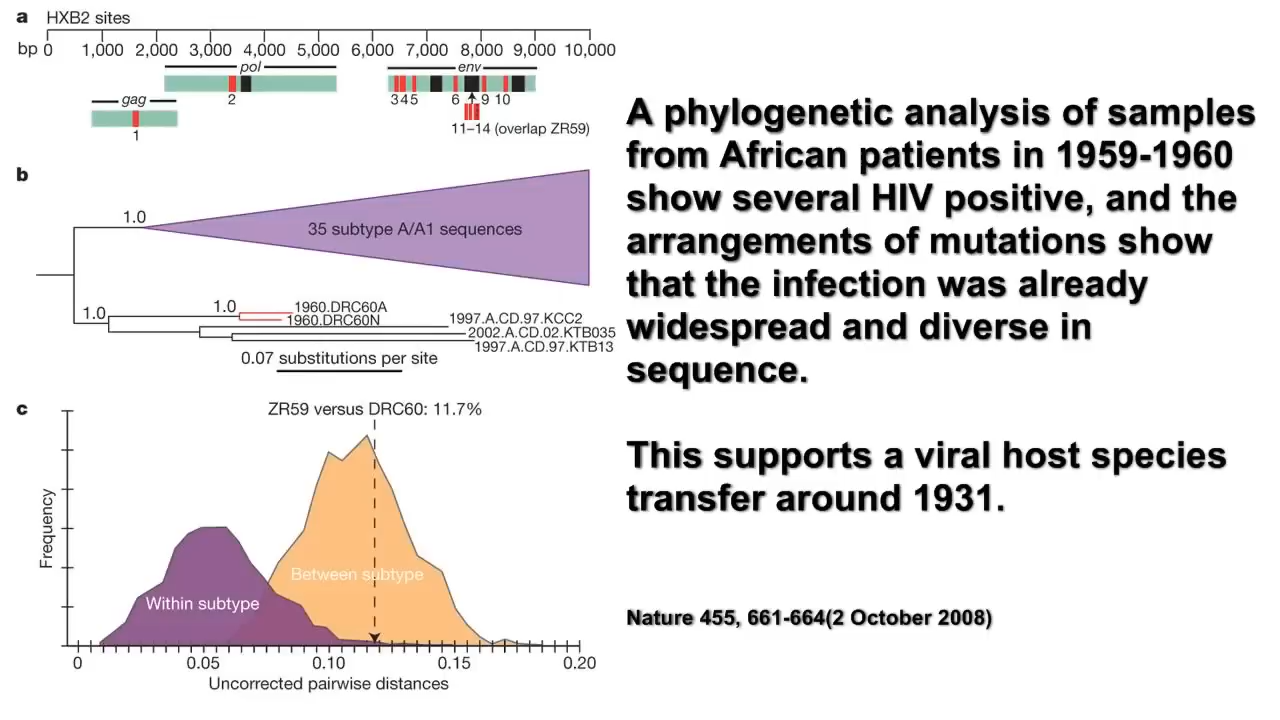 a HXB2 sites
bp 0 1,000 2,000 3,000 4,000 5,000 6,000 7,000 8,000 9,000 10,000
pol env
2 3 4 5 6 7 9 10
gag
1
11–14 (overlap ZR59)
b
1.0
35 subtype A/A1 sequences
1.0 1.0
1960.DRC60A
1960.DRC60N
1997.A.CD.97.KCC2
2002.A.CD.02.KTB035
1997.A.CD.97.KTB13
0.07 substitutions per site
c
ZR59 versus DRC60: 11.7%
Frequency
Between subtype
Within subtype
0 0.05 0.10 0.15 0.20
Uncorrected pairwise distances
A phylogenetic analysis of samples
from African patients in 1959-1960
show several HIV positive, and the
arrangements of mutations show
that the infection was already
widespread and diverse in
sequence.
This supports a viral host species
transfer around 1931.
Nature 455, 661-664(2 October 2008)